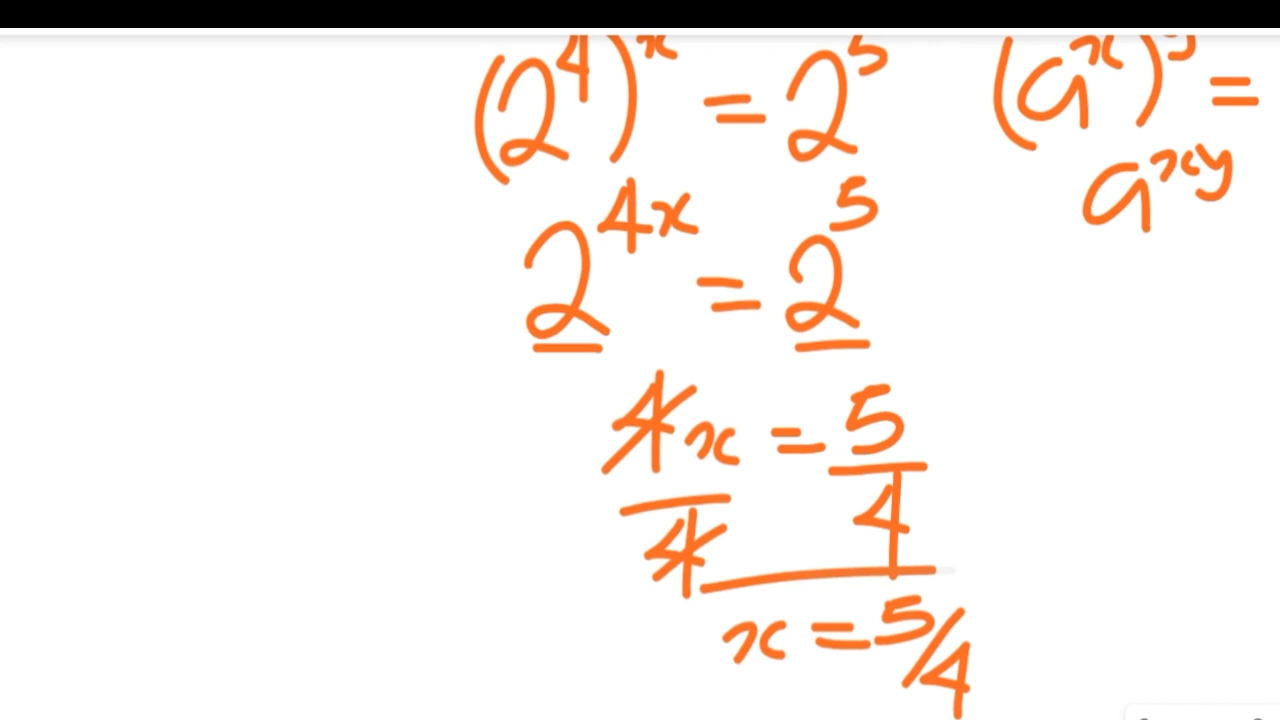 (2⁴)ˣ = 2⁵
(aˣ)ʸ =
aˣʸ
2⁴ˣ = 2⁵
4x/4 = 5/4
x = 5/4